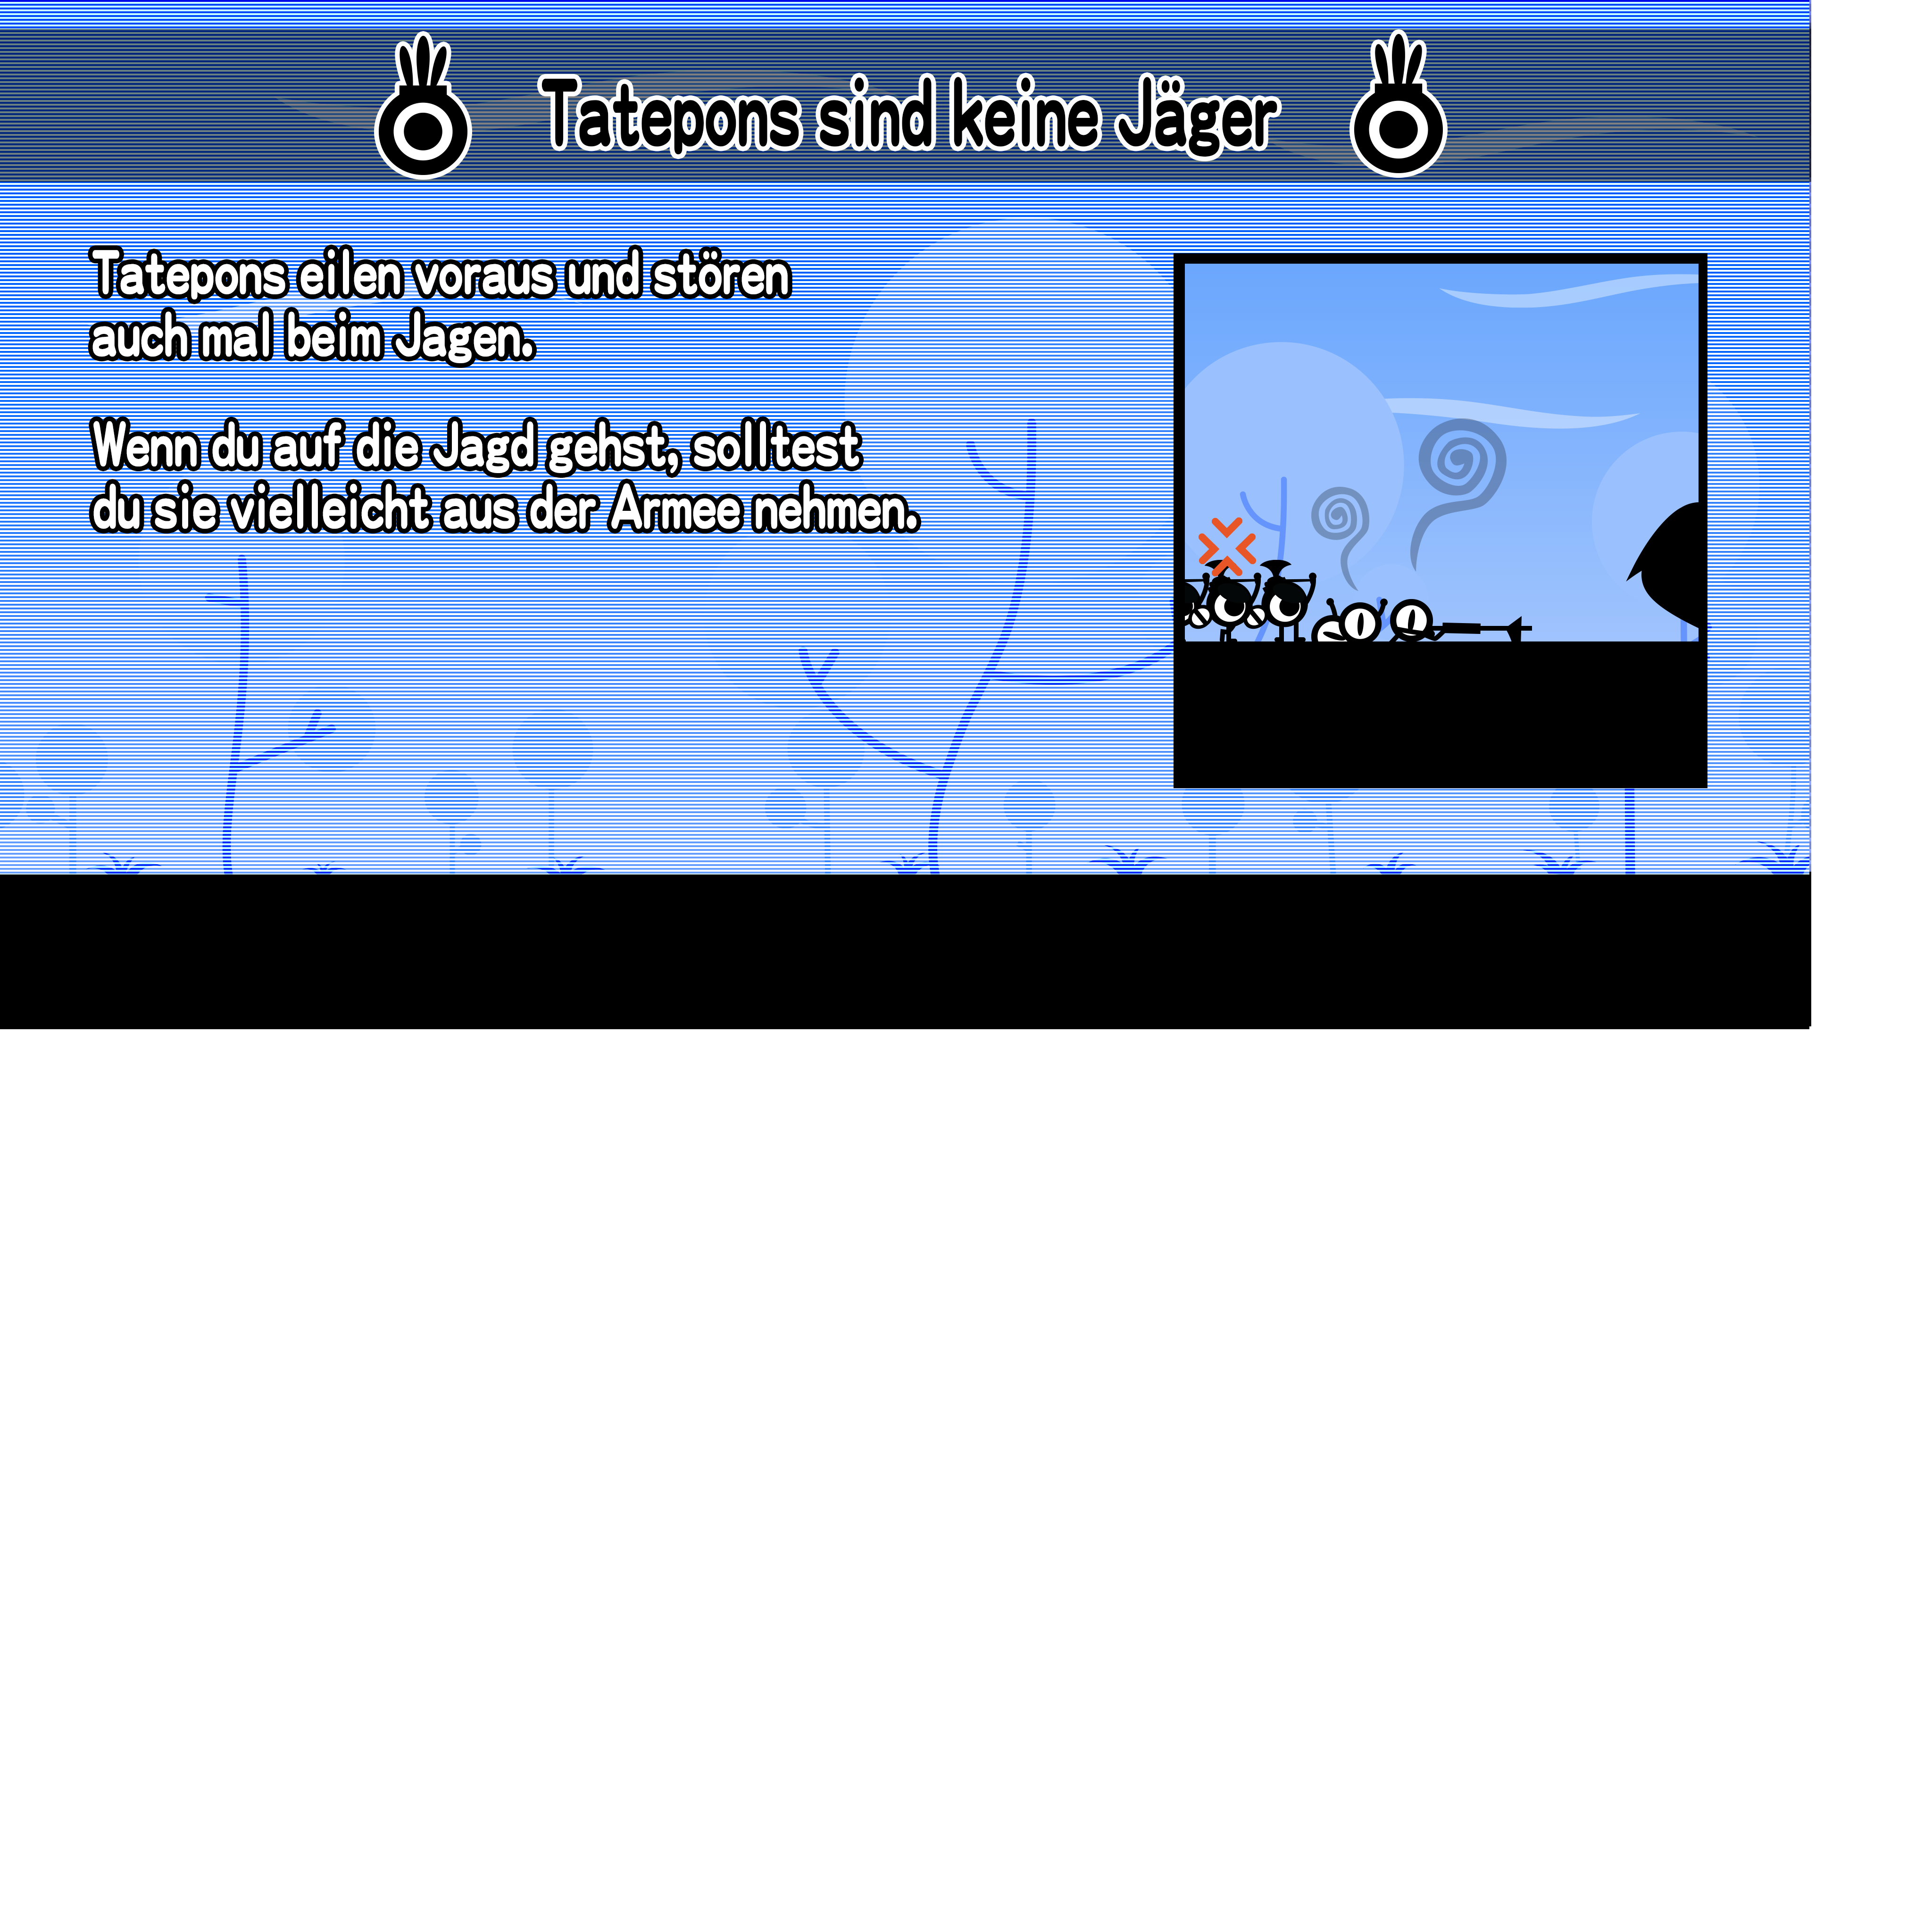 Tatepons sind keine Jäger
Tatepons eilen voraus und stören
auch mal beim Jagen.
Wenn du auf die Jagd gehst, solltest
du sie vielleicht aus der Armee nehmen.